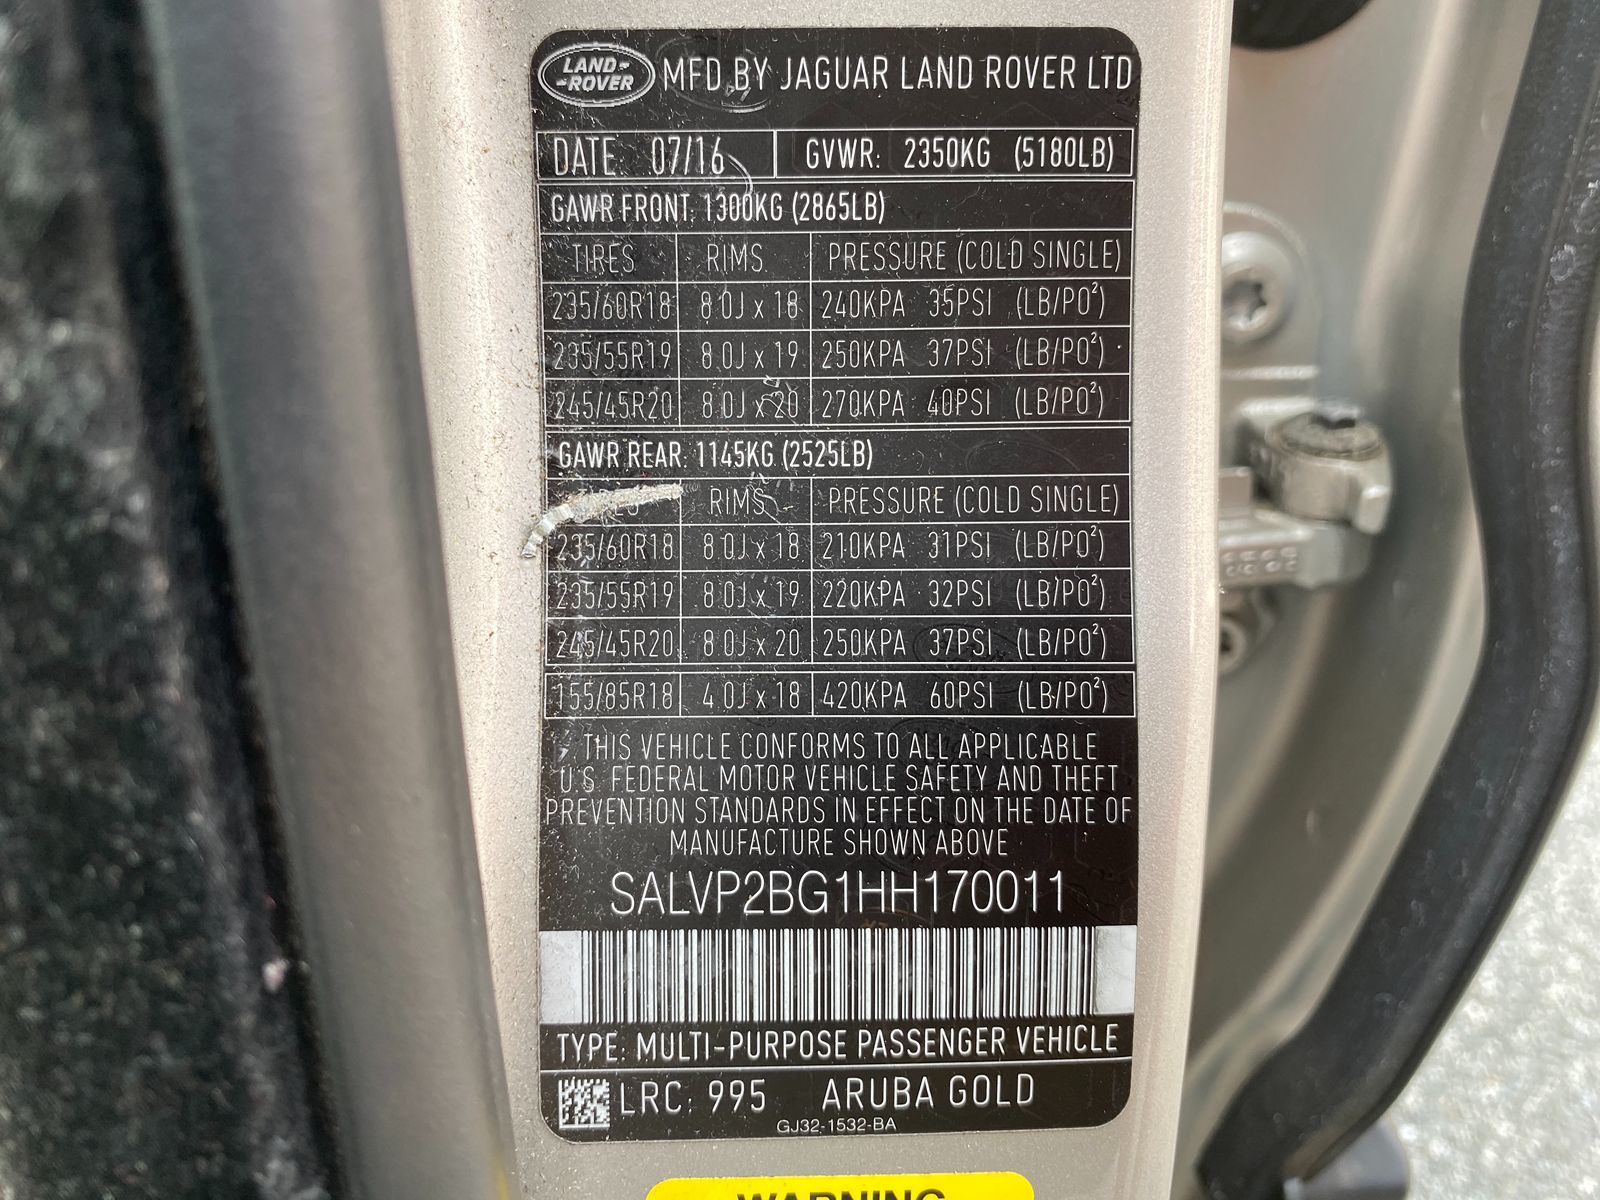 LAND-
-ROVER
MFD BY JAGUAR LAND ROVER LTD
DATE 07/16 GVWR: 2350KG (5180LB)
GAWR FRONT: 1300KG (2865LB)
TIRES RIMS PRESSURE (COLD SINGLE)
235/60R18 8.0J x 18 240KPA 35PSI (LB/PO²)
235/55R19 8.0J x 19 250KPA 37PSI (LB/PO²)
245/45R20 8.0J x 20 270KPA 40PSI (LB/PO²)
GAWR REAR: 1145KG (2525LB)
RIMS PRESSURE (COLD SINGLE)
235/60R18 8.0J x 18 210KPA 31PSI (LB/PO²)
235/55R19 8.0J x 19 220KPA 32PSI (LB/PO²)
245/45R20 8.0J x 20 250KPA 37PSI (LB/PO²)
155/85R18 4.0J x 18 420KPA 60PSI (LB/PO²)
THIS VEHICLE CONFORMS TO ALL APPLICABLE
U.S. FEDERAL MOTOR VEHICLE SAFETY AND THEFT
PREVENTION STANDARDS IN EFFECT ON THE DATE OF
MANUFACTURE SHOWN ABOVE
SALVP2BG1HH170011
TYPE: MULTI-PURPOSE PASSENGER VEHICLE
LRC: 995 ARUBA GOLD
GJ32-1532-BA
WARNING